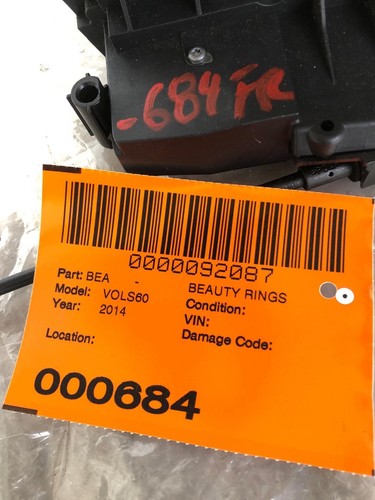 -684 FR
0000092087
Part: BEA - BEAUTY RINGS
Model: VOLS60 Condition:
Year: 2014 VIN:
Location: Damage Code:
000684